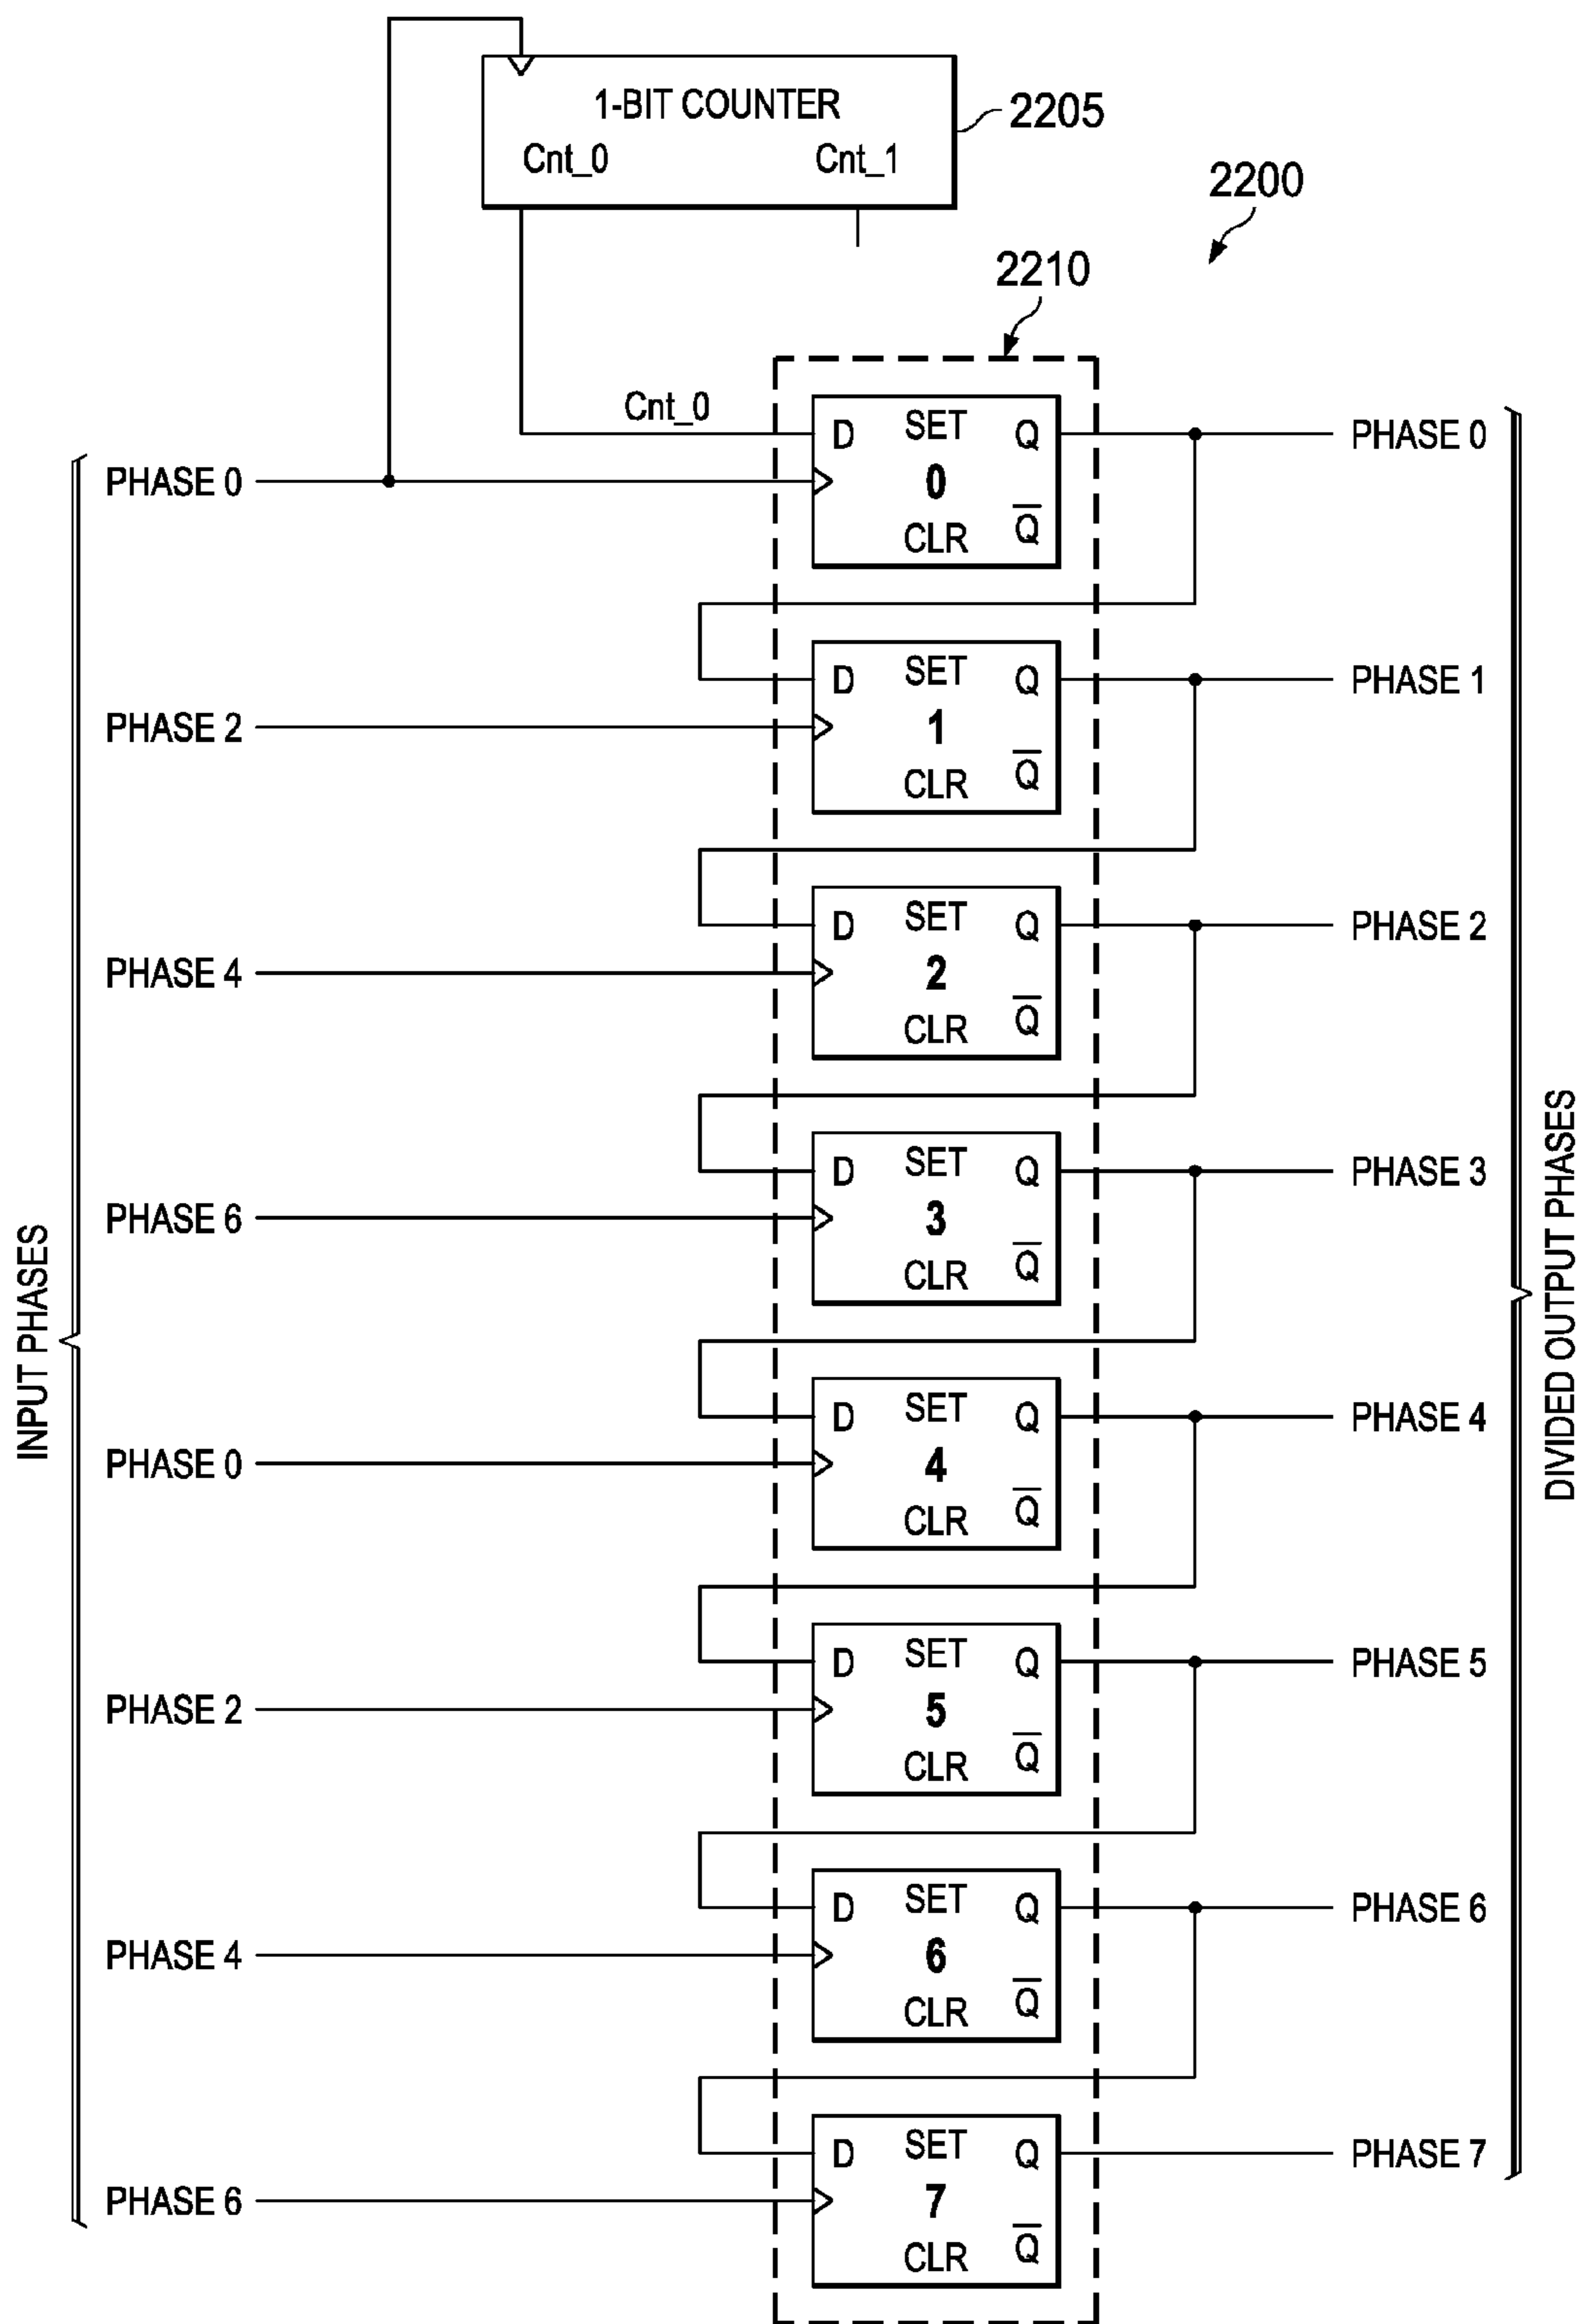 1-BIT COUNTER
Cnt_0 Cnt_1
2205
2200
2210
Cnt_0
INPUT PHASES
DIVIDED OUTPUT PHASES
D SET Q PHASE 0
PHASE 0 0
CLR Q̅
D SET Q PHASE 1
PHASE 2 1
CLR Q̅
D SET Q PHASE 2
PHASE 4 2
CLR Q̅
D SET Q PHASE 3
PHASE 6 3
CLR Q̅
D SET Q PHASE 4
PHASE 0 4
CLR Q̅
D SET Q PHASE 5
PHASE 2 5
CLR Q̅
D SET Q PHASE 6
PHASE 4 6
CLR Q̅
D SET Q PHASE 7
PHASE 6 7
CLR Q̅